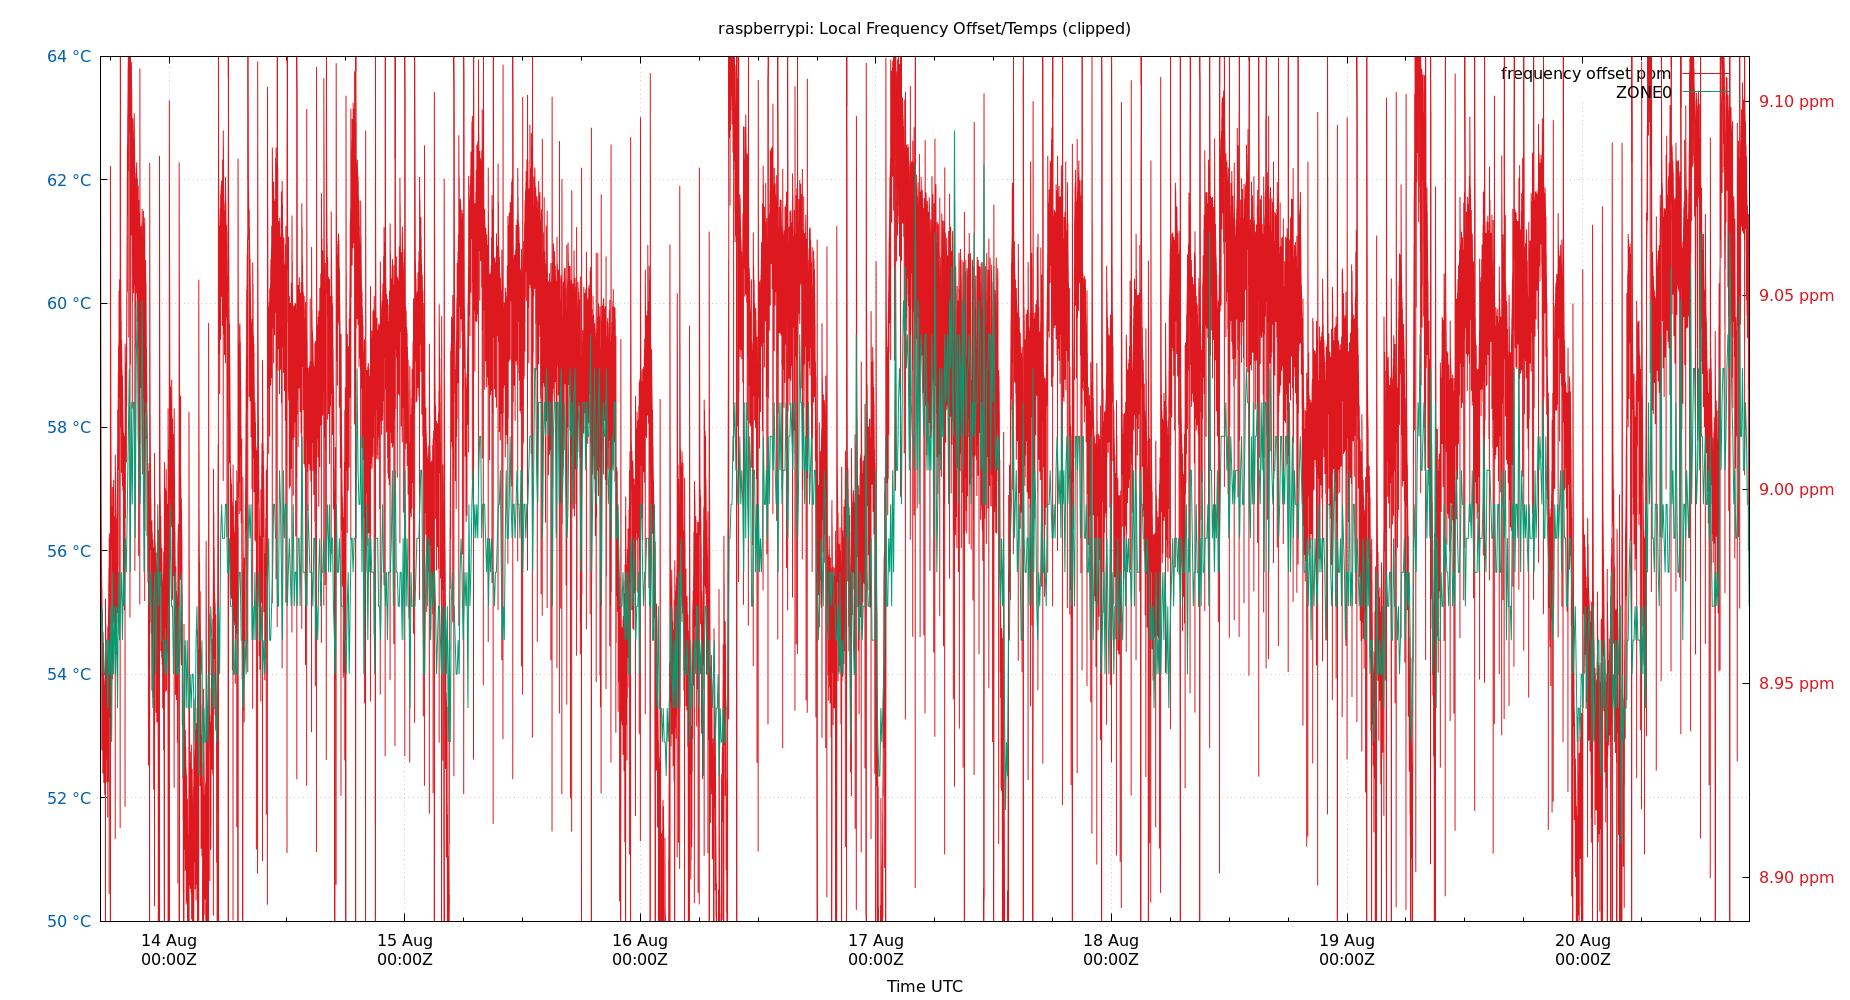 raspberrypi: Local Frequency Offset/Temps (clipped)
64 °C
62 °C
60 °C
58 °C
56 °C
54 °C
52 °C
50 °C
frequency offset ppm
ZONE0
9.10 ppm
9.05 ppm
9.00 ppm
8.95 ppm
8.90 ppm
14 Aug
00:00Z
15 Aug
00:00Z
16 Aug
00:00Z
17 Aug
00:00Z
18 Aug
00:00Z
19 Aug
00:00Z
20 Aug
00:00Z
Time UTC